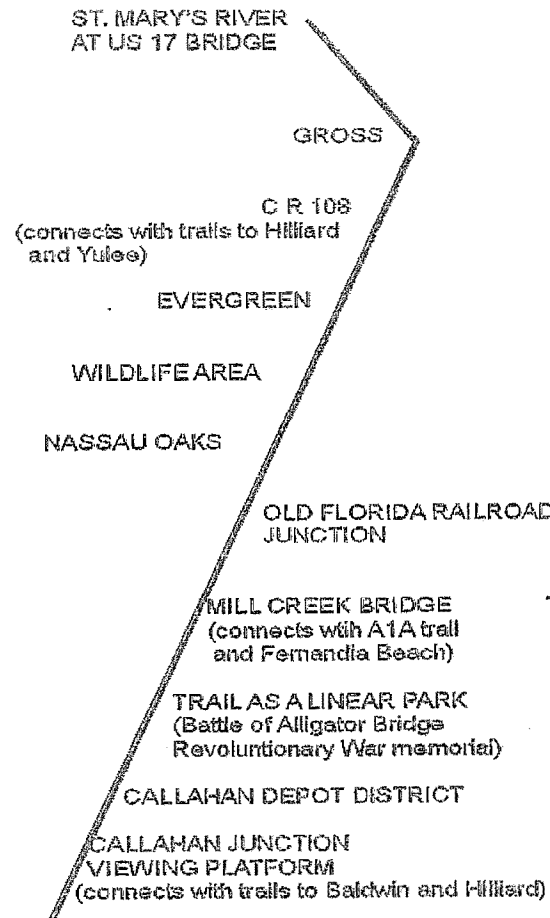 ST. MARY'S RIVER
AT US 17 BRIDGE
GROSS
C R 108
(connects with trails to Hilliard
and Yulee)
EVERGREEN
WILDLIFE AREA
NASSAU OAKS
OLD FLORIDA RAILROAD
JUNCTION
MILL CREEK BRIDGE
(connects wtih A1A trail
and Fernandia Beach)
TRAIL AS A LINEAR PARK
(Battle of Alligator Bridge
Revoluntionary War memorial)
CALLAHAN DEPOT DISTRICT
CALLAHAN JUNCTION
VIEWING PLATFORM
(connects with trails to Baldwin and Hilliard)